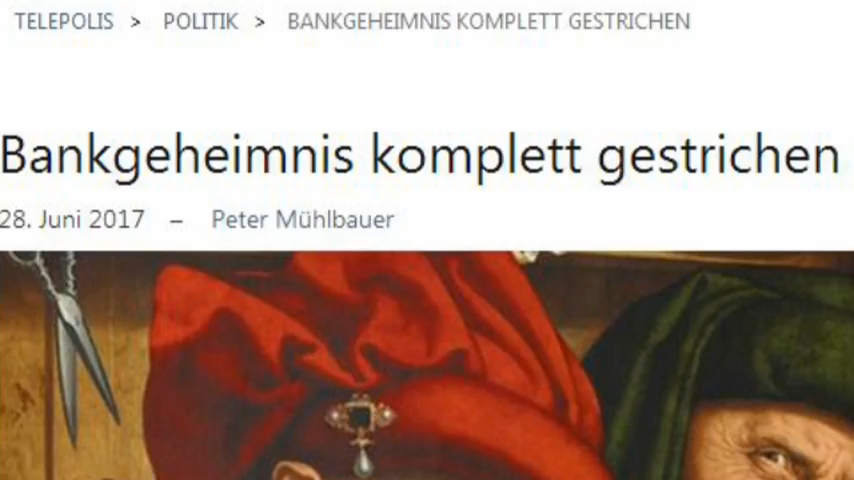 TELEPOLIS > POLITIK > BANKGEHEIMNIS KOMPLETT GESTRICHEN
Bankgeheimnis komplett gestrichen
28. Juni 2017 – Peter Mühlbauer